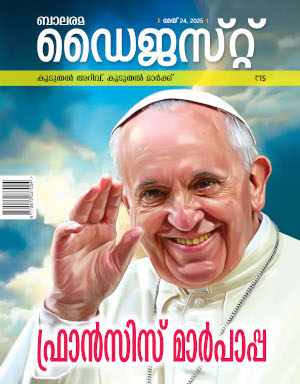 ബാലരമ
മേയ് 24, 2025
ഡൈജസ്റ്റ്
കൂടുതൽ അറിവ്, കൂടുതൽ മാർക്ക്
₹15
ഫ്രാൻസിസ് മാർപാപ്പ